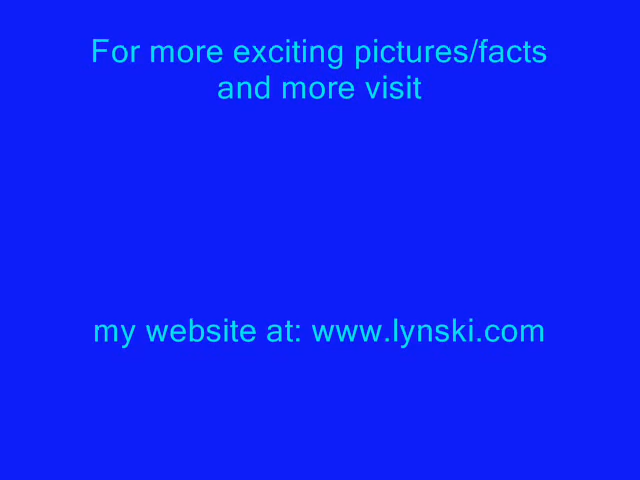 For more exciting pictures/facts
and more visit
my website at: www.lynski.com